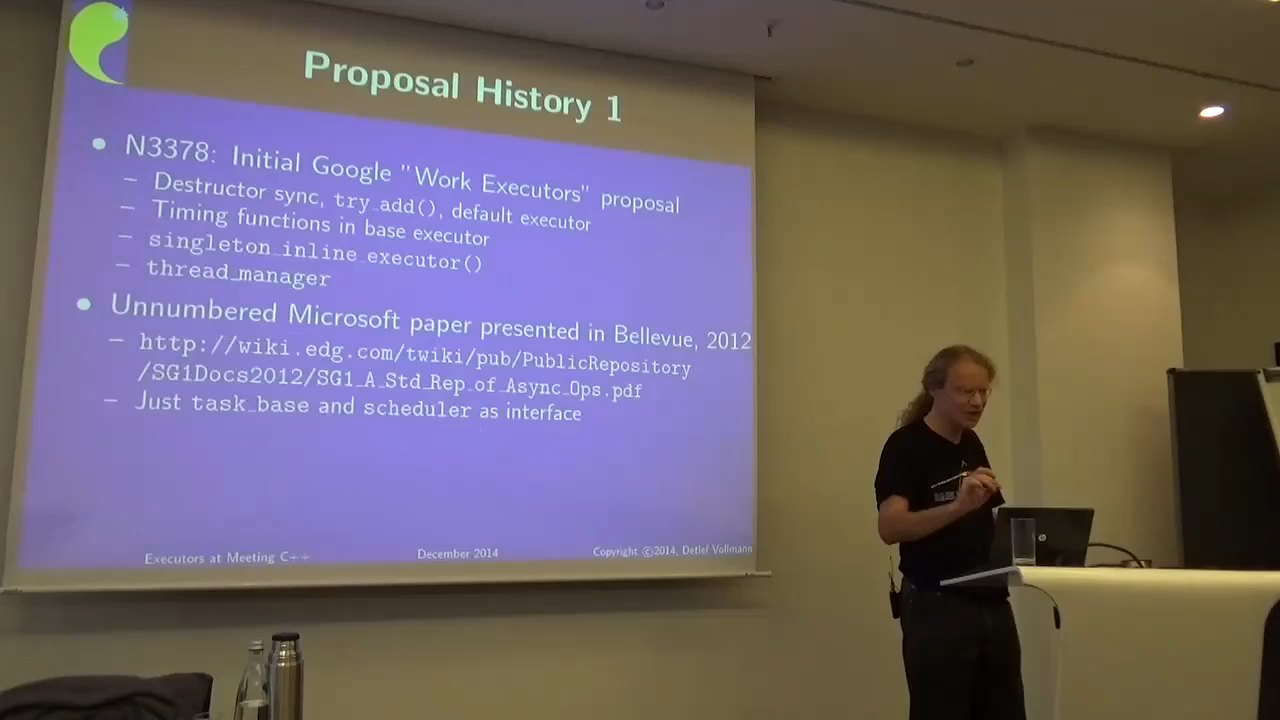 Proposal History 1
• N3378: Initial Google "Work Executors" proposal
– Destructor sync, try_add(), default executor
– Timing functions in base executor
– singleton_inline_executor()
– thread_manager
• Unnumbered Microsoft paper presented in Bellevue, 2012
– http://wiki.edg.com/twiki/pub/PublicRepository
/SG1Docs2012/SG1_A_Std_Rep_of_Async_Ops.pdf
– Just task_base and scheduler as interface
Executors at Meeting C++
December 2014
Copyright ©2014, Detlef Vollmann
hp